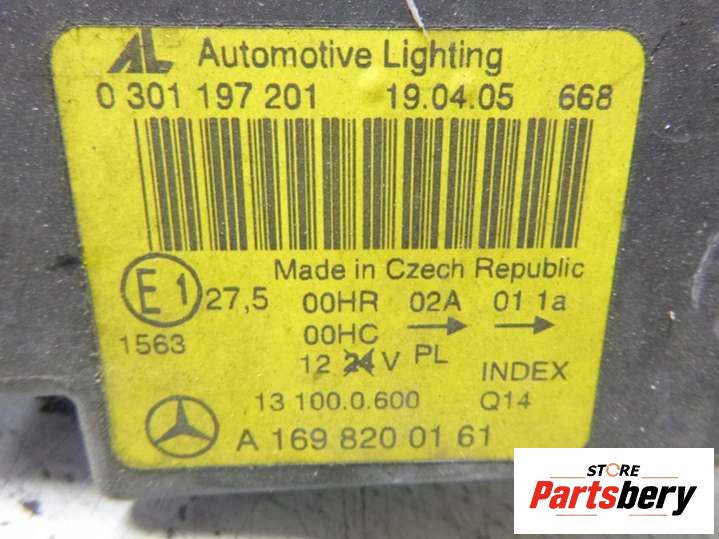 AL Automotive Lighting
0 301 197 201 19.04.05 668
Made in Czech Republic
E1 27,5 00HR 02A 01 1a
1563 00HC
12 24 V PL INDEX
13 100.0.600 Q14
A 169 820 01 61
STORE
Partsbery